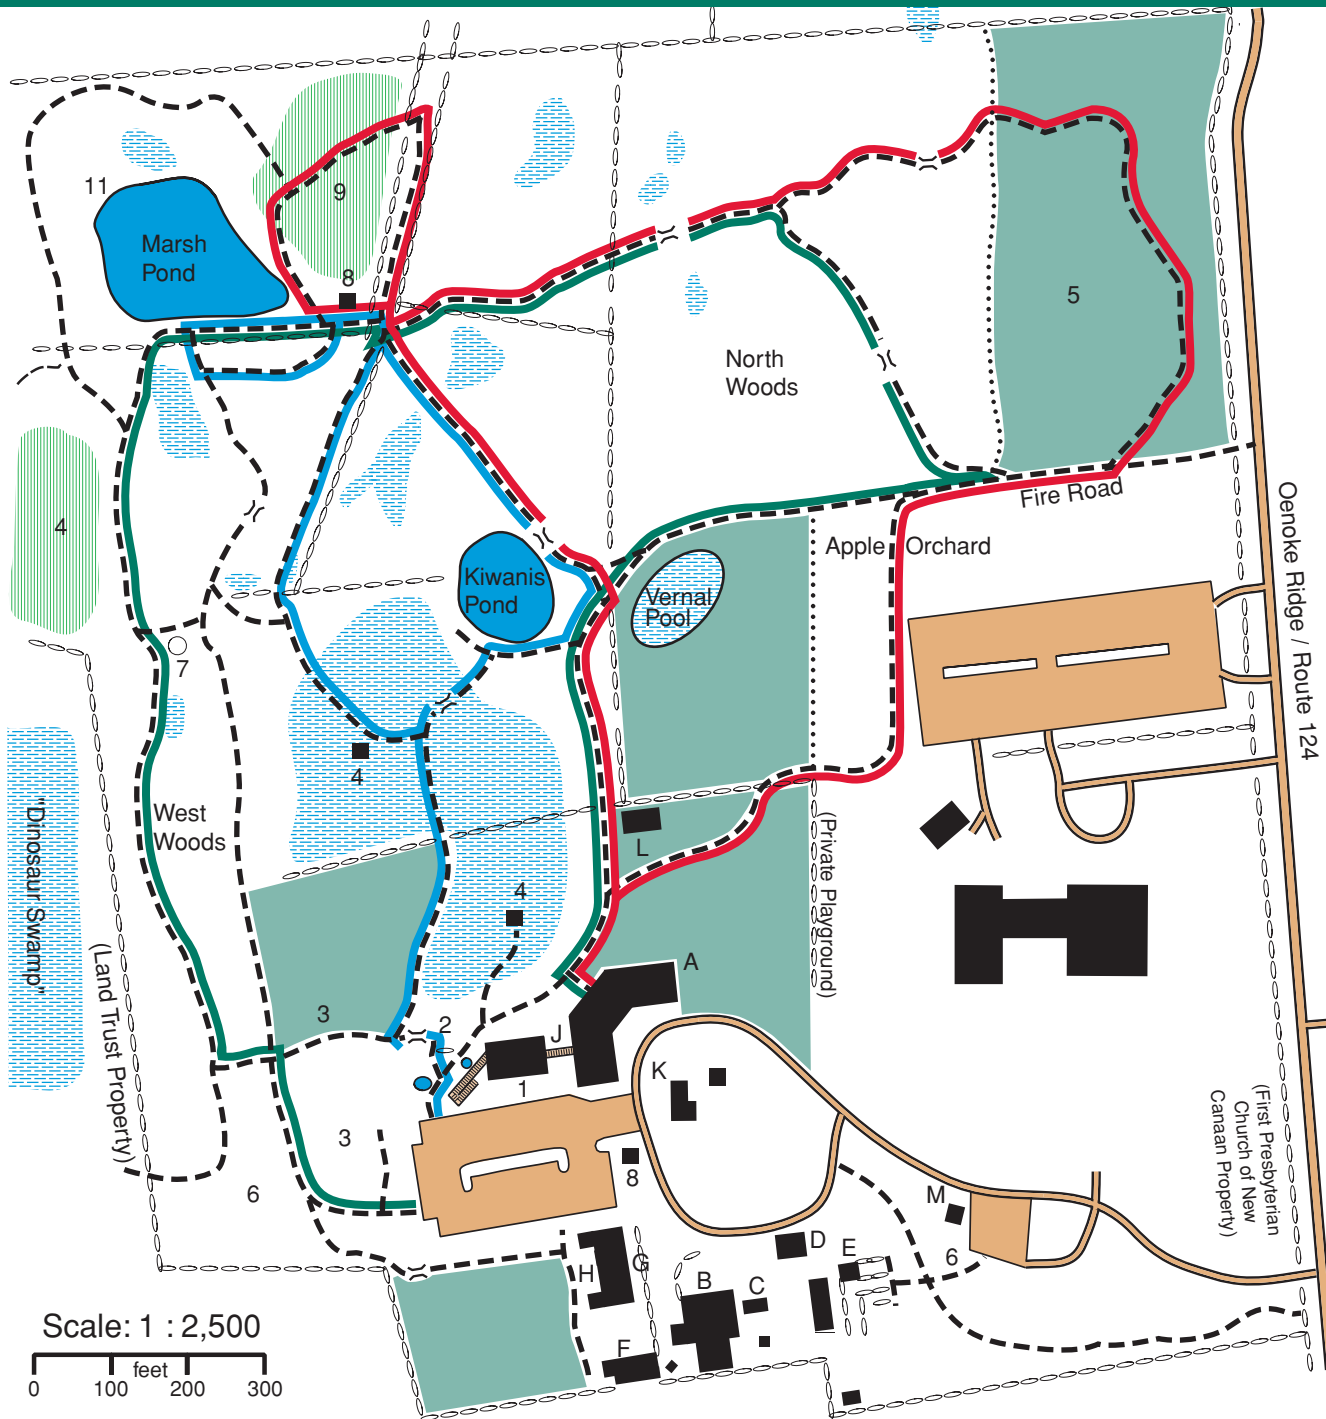 11
Marsh
Pond
9
8
5
North
Woods
Fire Road
Oenoke Ridge / Route 124
4
Apple Orchard
Kiwanis
Pond
Vernal
Pool
7
4
West
Woods
"Dinosaur Swamp"
(Land Trust Property)
L
(Private Playground)
4
A
3
2
J
1
K
3
8
6
M
6
(First Presbyterian
Church of New
Canaan Property)
D
E
H
G
B
C
F
Scale: 1 : 2,500
feet
0 100 200 300